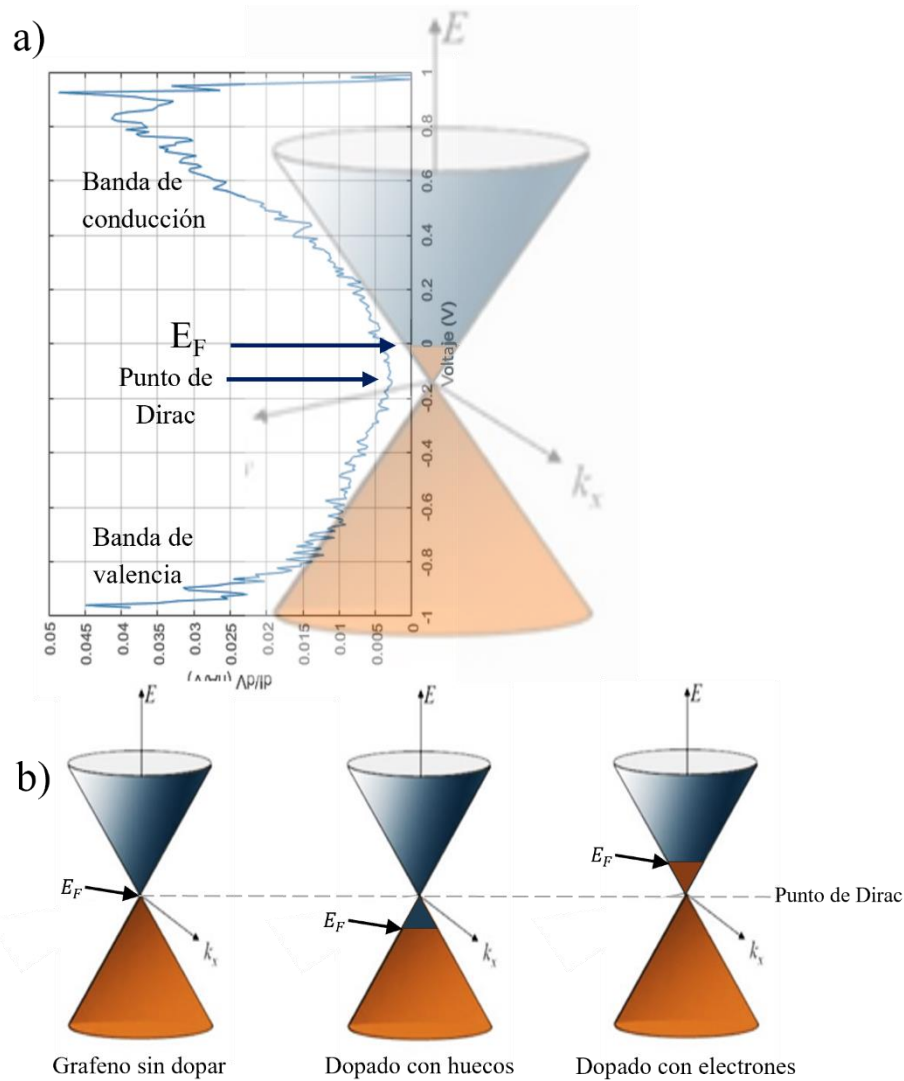 a)
E
1
0.8
Banda de
conducción
0.6
0.4
0.2
E_F
0
Voltaje (V)
Punto de
Dirac
-0.2
k_x
-0.4
-0.6
Banda de
valencia
-0.8
-1
0.05
0.045
0.04
0.035
0.03
0.025
0.02
0.015
0.01
0.005
0
dI/dV
b)
E
E
E
E_F
E_F
E_F
Punto de Dirac
k_x
k_x
k_x
Grafeno sin dopar
Dopado con huecos
Dopado con electrones